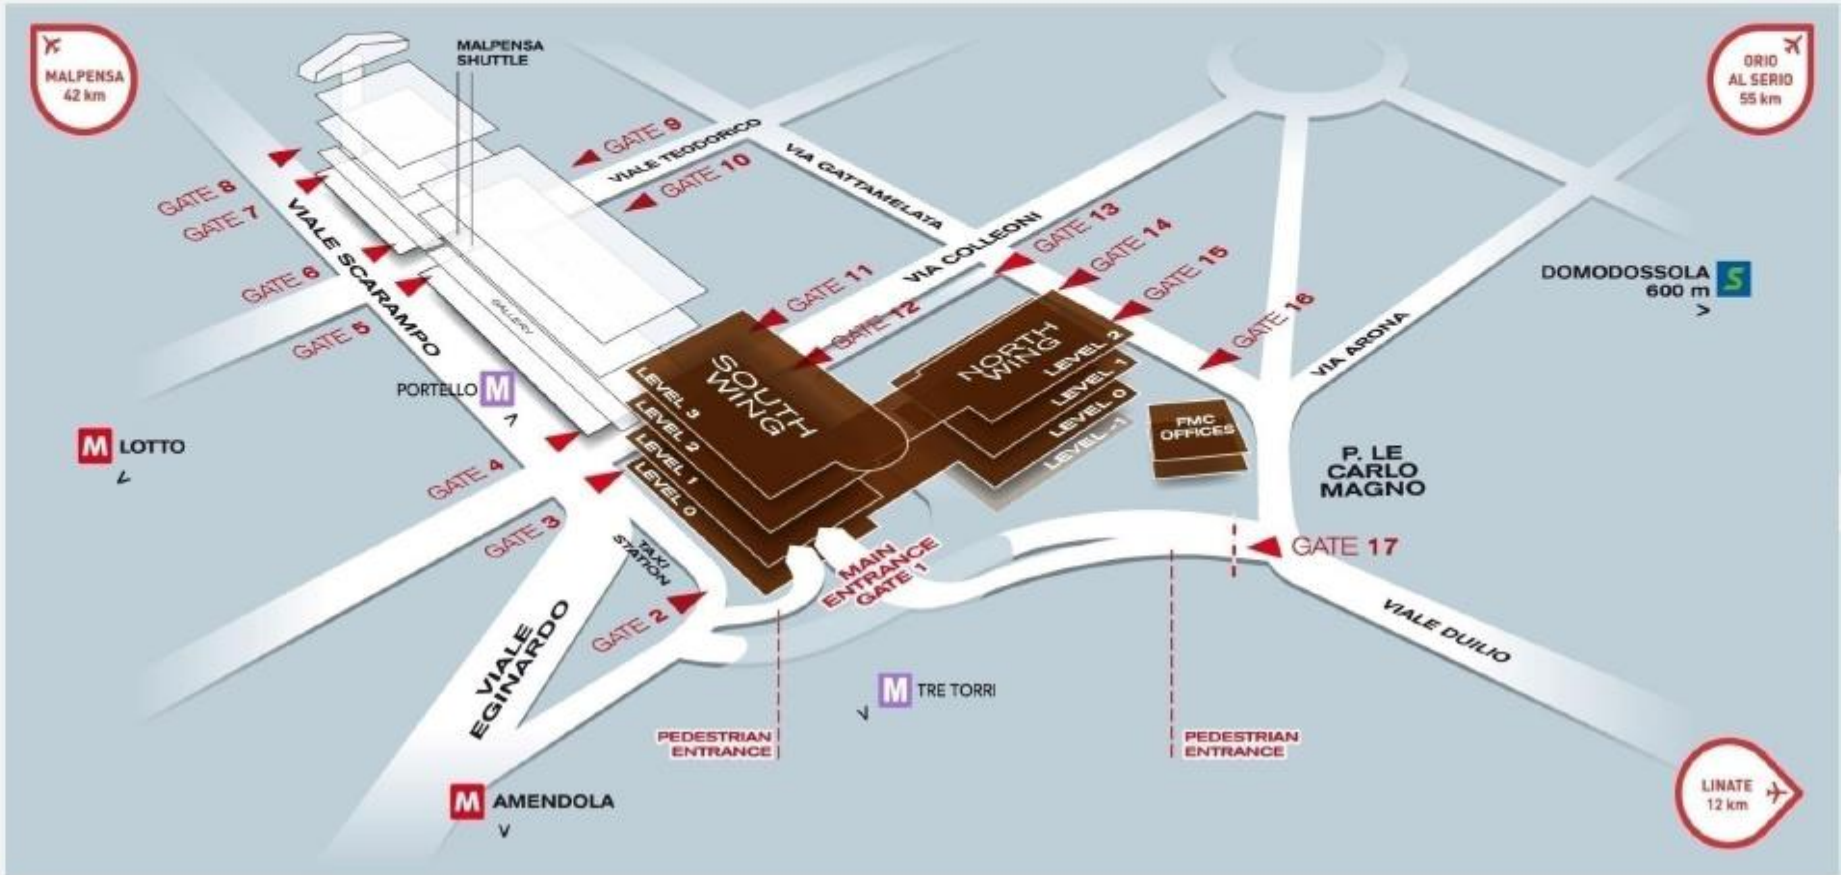 MALPENSA
42 km
MALPENSA
SHUTTLE
ORIO
AL SERIO
55 km
GATE 9
VIALE TEODORICO
GATE 10
VIA GATTAMELATA
GATE 8
GATE 7
VIALE SCARAMPO
GATE 6
GATE 5
GALLERY
VIA COLLEONI
GATE 11
GATE 12
GATE 13
GATE 14
GATE 15
GATE 16
DOMODOSSOLA S
600 m
>
VIA ARONA
PORTELLO M
M LOTTO
SOUTH
WING
LEVEL 3
LEVEL 2
LEVEL 1
LEVEL 0
NORTH
WING
LEVEL 2
LEVEL 1
LEVEL 0
LEVEL -1
FMC
OFFICES
P. LE
CARLO
MAGNO
GATE 4
GATE 3
TAXI
STATION
GATE 2
MAIN
ENTRANCE
GATE 1
GATE 17
VIALE DUILIO
VIALE
EGINARDO
M TRE TORRI
PEDESTRIAN
ENTRANCE
PEDESTRIAN
ENTRANCE
M AMENDOLA
LINATE
12 km